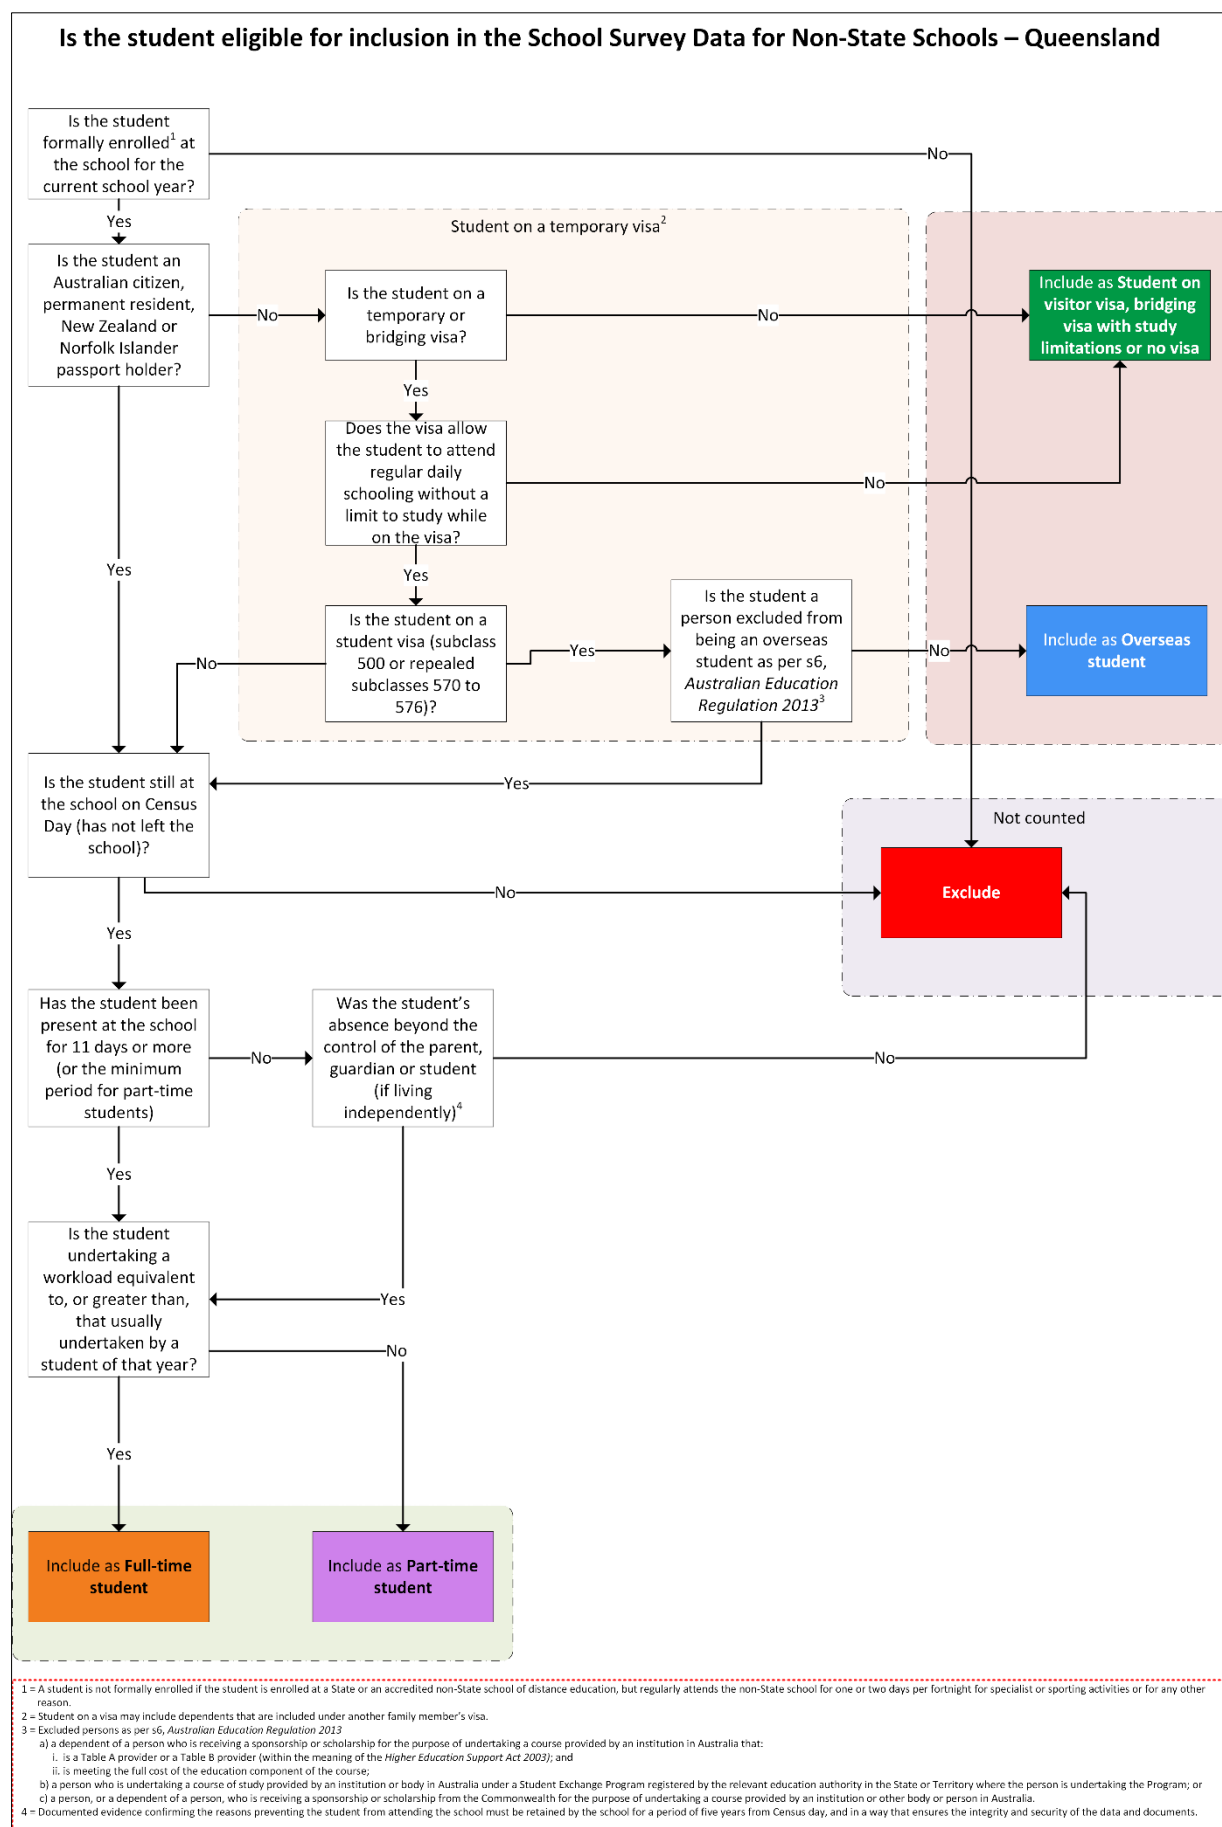 Is the student eligible for inclusion in the School Survey Data for Non-State Schools – Queensland
Is the student
formally enrolled1 at
the school for the
current school year?
No
Yes
Student on a temporary visa2
Is the student an
Australian citizen,
permanent resident,
New Zealand or
Norfolk Islander
passport holder?
No
Is the student on a
temporary or
bridging visa?
No
Include as Student on
visitor visa, bridging
visa with study
limitations or no visa
Yes
Does the visa allow
the student to attend
regular daily
schooling without a
limit to study while
on the visa?
No
Yes
Yes
Is the student on a
student visa (subclass
500 or repealed
subclasses 570 to
576)?
No
Yes
Is the student a
person excluded from
being an overseas
student as per s6,
Australian Education
Regulation 20133
No
Include as Overseas
student
Yes
Is the student still at
the school on Census
Day (has not left the
school)?
Not counted
No
Exclude
Yes
Has the student been
present at the school
for 11 days or more
(or the minimum
period for part-time
students)
No
Was the student's
absence beyond the
control of the parent,
guardian or student
(if living
independently)4
No
Yes
Is the student
undertaking a
workload equivalent
to, or greater than,
that usually
undertaken by a
student of that year?
Yes
No
Yes
Include as Full-time
student
Include as Part-time
student
1 = A student is not formally enrolled if the student is enrolled at a State or an accredited non-State school of distance education, but regularly attends the non-State school for one or two days per fortnight for specialist or sporting activities or for any other
reason.
2 = Student on a visa may include dependents that are included under another family member's visa.
3 = Excluded persons as per s6, Australian Education Regulation 2013
a) a dependent of a person who is receiving a sponsorship or scholarship for the purpose of undertaking a course provided by an institution in Australia that:
i. is a Table A provider or a Table B provider (within the meaning of the Higher Education Support Act 2003); and
ii. is meeting the full cost of the education component of the course;
b) a person who is undertaking a course of study provided by an institution or body in Australia under a Student Exchange Program registered by the relevant education authority in the State or Territory where the person is undertaking the Program; or
c) a person, or a dependent of a person, who is receiving a sponsorship or scholarship from the Commonwealth for the purpose of undertaking a course provided by an institution or other body or person in Australia.
4 = Documented evidence confirming the reasons preventing the student from attending the school must be retained by the school for a period of five years from Census day, and in a way that ensures the integrity and security of the data and documents.